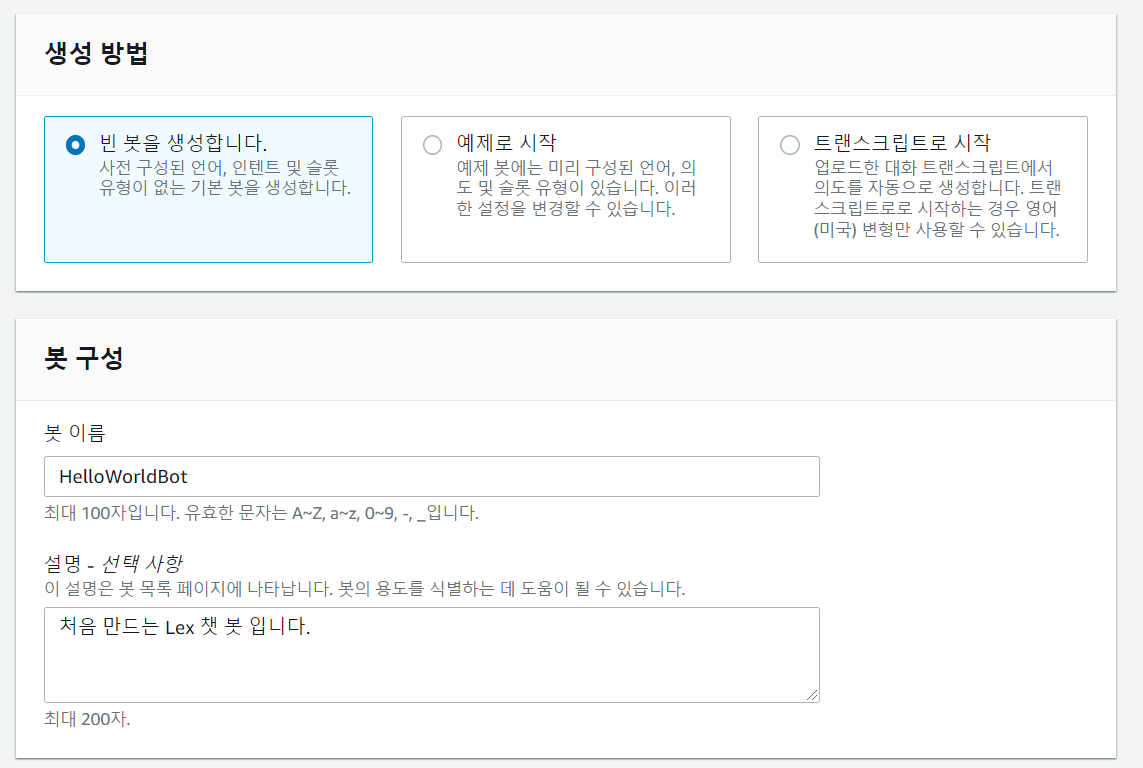 생성 방법
빈 봇을 생성합니다.
사전 구성된 언어, 인텐트 및 슬롯
유형이 없는 기본 봇을 생성합니다.
예제로 시작
예제 봇에는 미리 구성된 언어, 의
도 및 슬롯 유형이 있습니다. 이러
한 설정을 변경할 수 있습니다.
트랜스크립트로 시작
업로드한 대화 트랜스크립트에서
의도를 자동으로 생성합니다. 트랜
스크립트로로 시작하는 경우 영어
(미국) 변형만 사용할 수 있습니다.
봇 구성
봇 이름
HelloWorldBot
최대 100자입니다. 유효한 문자는 A~Z, a~z, 0~9, -, _입니다.
설명 - 선택 사항
이 설명은 봇 목록 페이지에 나타납니다. 봇의 용도를 식별하는 데 도움이 될 수 있습니다.
처음 만드는 Lex 챗 봇 입니다.
최대 200자.